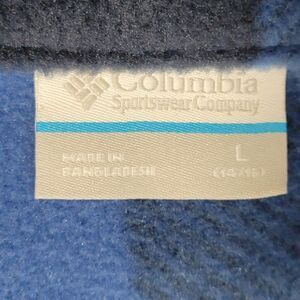 Columbia
Sportswear Company
MADE IN
BANGLADESH
L
(14/16)